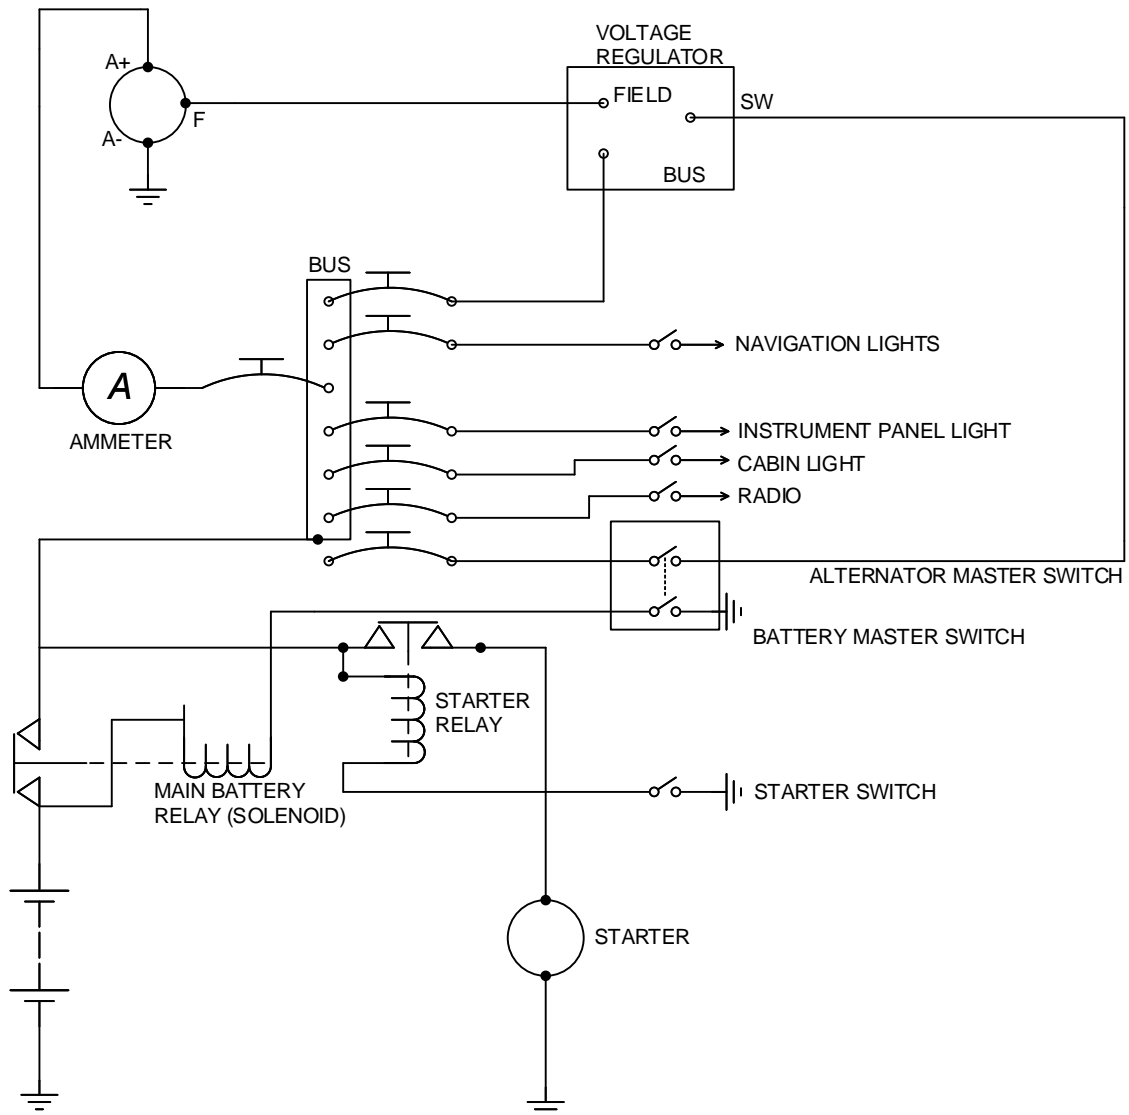 VOLTAGE
REGULATOR
A+
FIELD
SW
F
A-
BUS
BUS
NAVIGATION LIGHTS
A
AMMETER
INSTRUMENT PANEL LIGHT
CABIN LIGHT
RADIO
ALTERNATOR MASTER SWITCH
BATTERY MASTER SWITCH
STARTER
RELAY
MAIN BATTERY
RELAY (SOLENOID)
STARTER SWITCH
STARTER